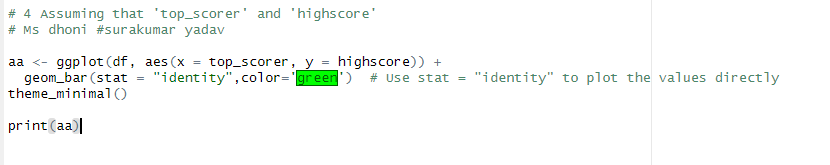 # 4 Assuming that 'top_scorer' and 'highscore'
# Ms dhoni #surakumar yadav
aa <- ggplot(df, aes(x = top_scorer, y = highscore)) +
geom_bar(stat = "identity",color='green')  # Use stat = "identity" to plot the values directly
theme_minimal()
print(aa)